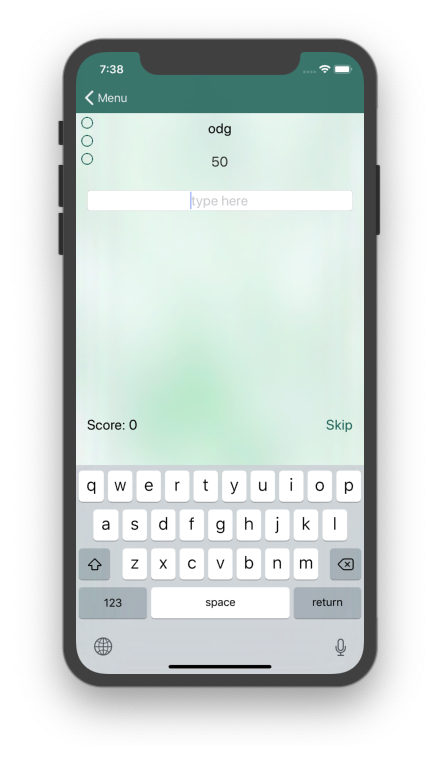 7:38
Menu
odg
50
type here
Score: 0 Skip
q w e r t y u i o p
a s d f g h j k l
z x c v b n m
123 space return